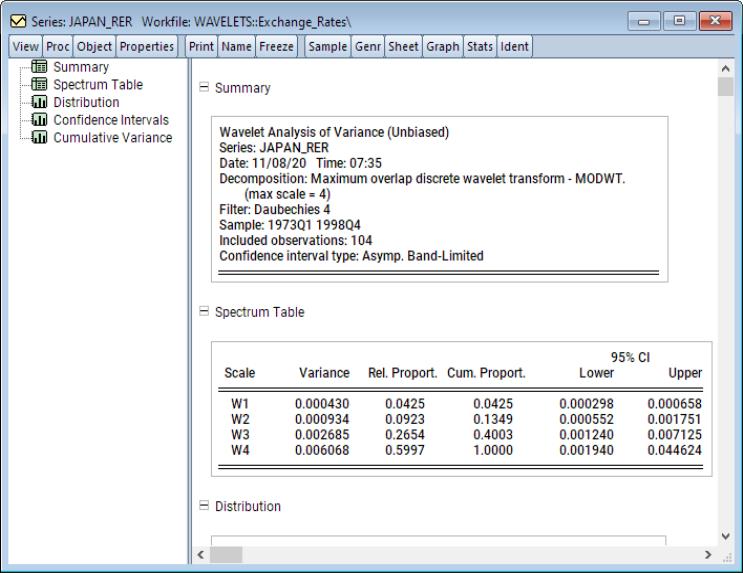 Series: JAPAN_RER Workfile: WAVELETS::Exchange_Rates\
View Proc Object Properties Print Name Freeze Sample Genr Sheet Graph Stats Ident
Summary
Spectrum Table
Distribution
Confidence Intervals
Cumulative Variance
Summary
Wavelet Analysis of Variance (Unbiased)
Series: JAPAN_RER
Date: 11/08/20 Time: 07:35
Decomposition: Maximum overlap discrete wavelet transform - MODWT.
(max scale = 4)
Filter: Daubechies 4
Sample: 1973Q1 1998Q4
Included observations: 104
Confidence interval type: Asymp. Band-Limited
Spectrum Table
95% CI
Scale Variance Rel. Proport. Cum. Proport. Lower Upper
W1 0.000430 0.0425 0.0425 0.000298 0.000658
W2 0.000934 0.0923 0.1349 0.000552 0.001751
W3 0.002685 0.2654 0.4003 0.001240 0.007125
W4 0.006068 0.5997 1.0000 0.001940 0.044624
Distribution